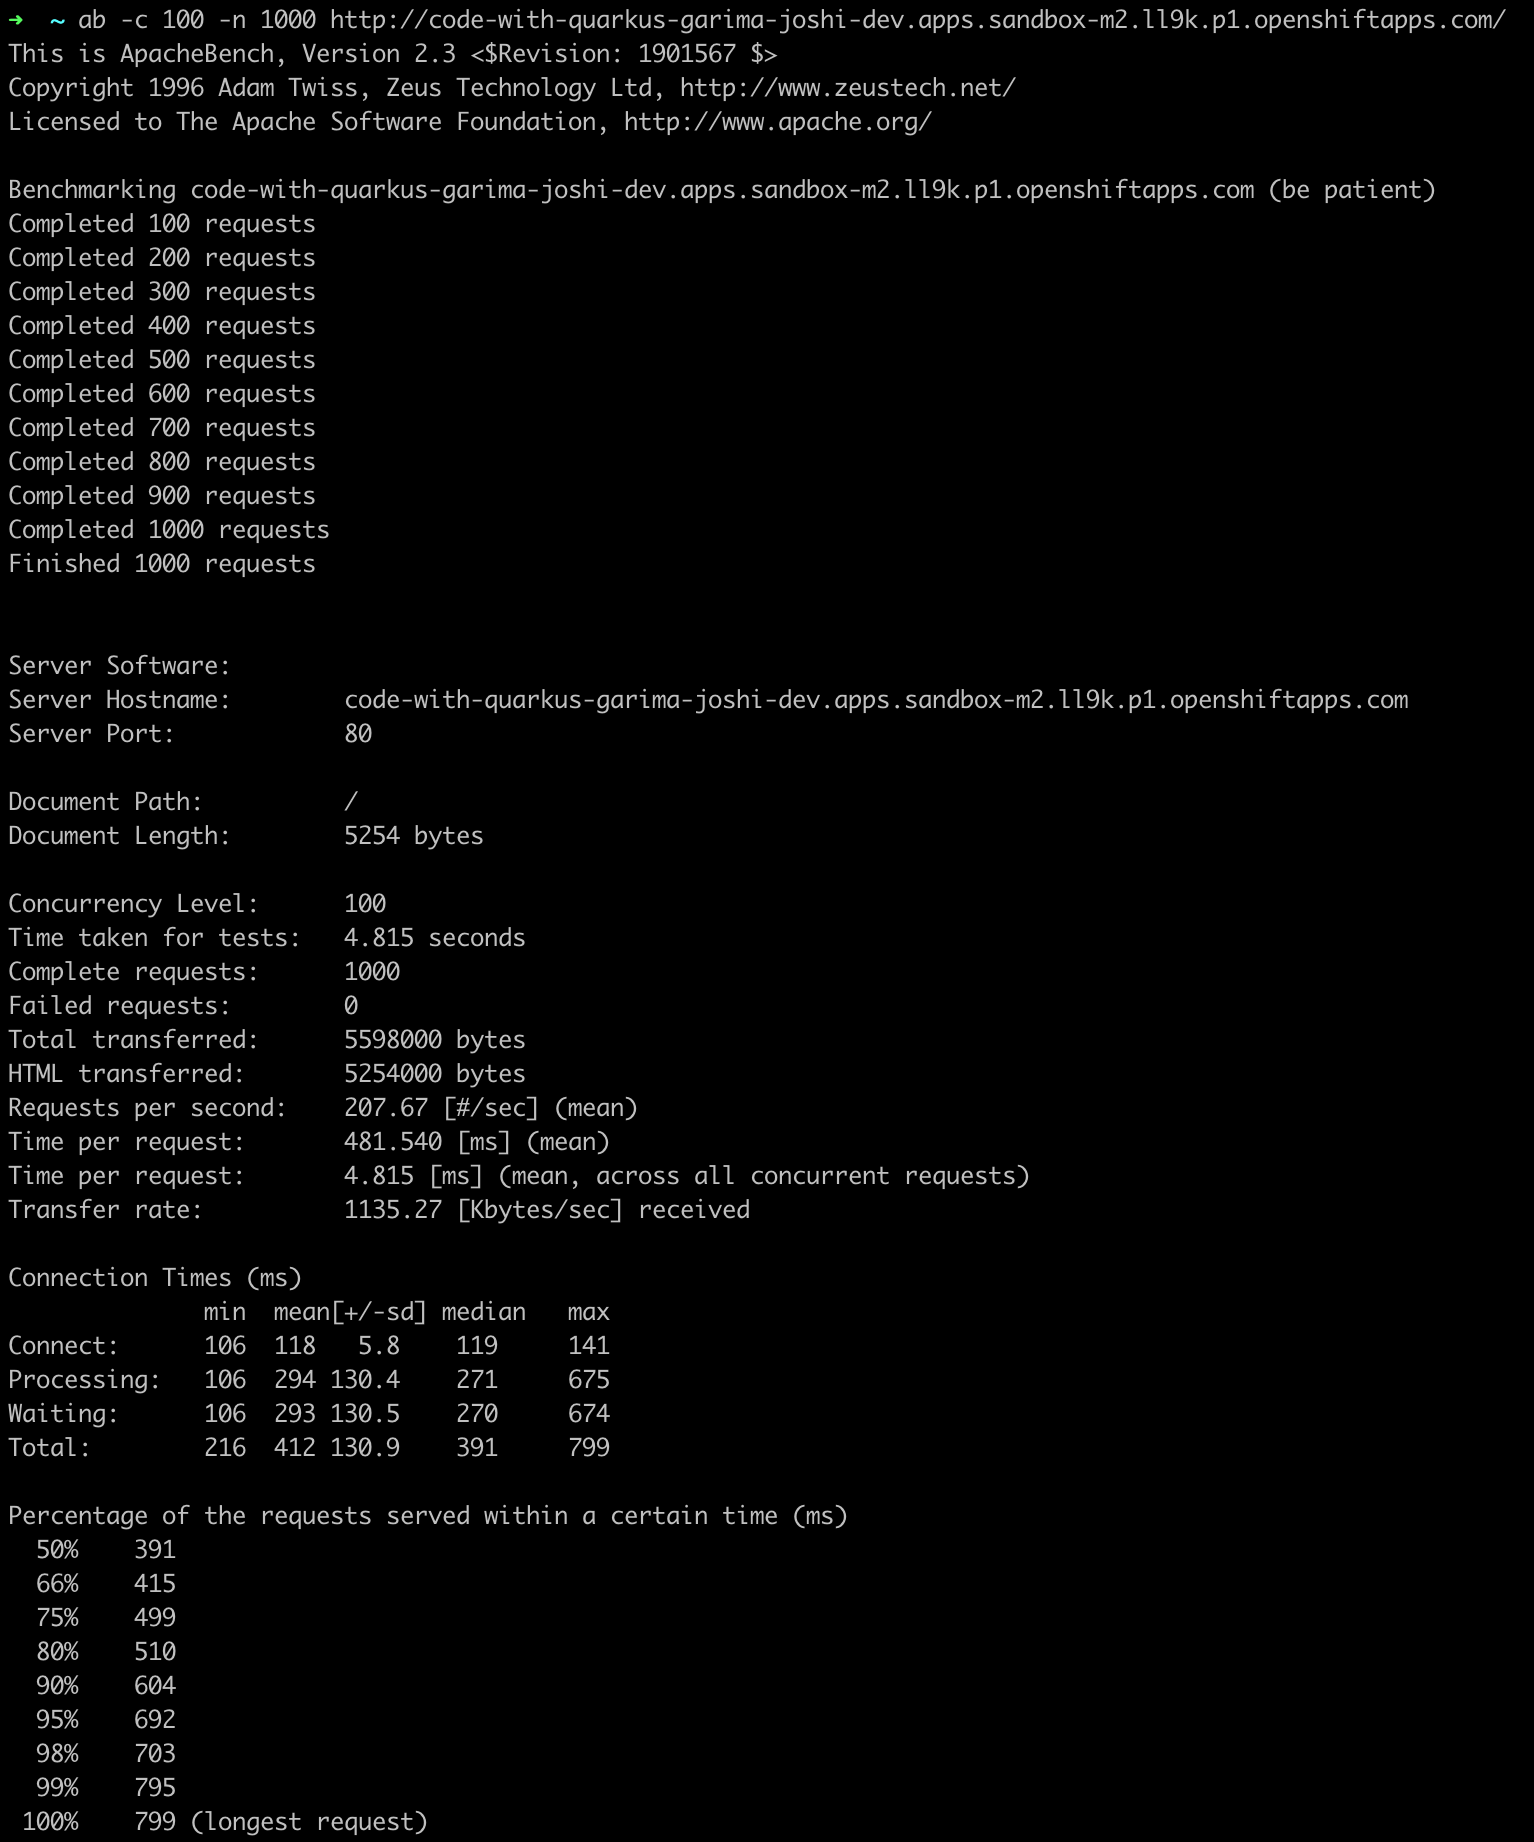 ➜  ~ ab -c 100 -n 1000 http://code-with-quarkus-garima-joshi-dev.apps.sandbox-m2.ll9k.p1.openshiftapps.com/
This is ApacheBench, Version 2.3 <$Revision: 1901567 $>
Copyright 1996 Adam Twiss, Zeus Technology Ltd, http://www.zeustech.net/
Licensed to The Apache Software Foundation, http://www.apache.org/

Benchmarking code-with-quarkus-garima-joshi-dev.apps.sandbox-m2.ll9k.p1.openshiftapps.com (be patient)
Completed 100 requests
Completed 200 requests
Completed 300 requests
Completed 400 requests
Completed 500 requests
Completed 600 requests
Completed 700 requests
Completed 800 requests
Completed 900 requests
Completed 1000 requests
Finished 1000 requests


Server Software:
Server Hostname:        code-with-quarkus-garima-joshi-dev.apps.sandbox-m2.ll9k.p1.openshiftapps.com
Server Port:            80

Document Path:          /
Document Length:        5254 bytes

Concurrency Level:      100
Time taken for tests:   4.815 seconds
Complete requests:      1000
Failed requests:        0
Total transferred:      5598000 bytes
HTML transferred:       5254000 bytes
Requests per second:    207.67 [#/sec] (mean)
Time per request:       481.540 [ms] (mean)
Time per request:       4.815 [ms] (mean, across all concurrent requests)
Transfer rate:          1135.27 [Kbytes/sec] received

Connection Times (ms)
              min  mean[+/-sd] median   max
Connect:      106  118   5.8    119     141
Processing:   106  294 130.4    271     675
Waiting:      106  293 130.5    270     674
Total:        216  412 130.9    391     799

Percentage of the requests served within a certain time (ms)
  50%    391
  66%    415
  75%    499
  80%    510
  90%    604
  95%    692
  98%    703
  99%    795
 100%    799 (longest request)